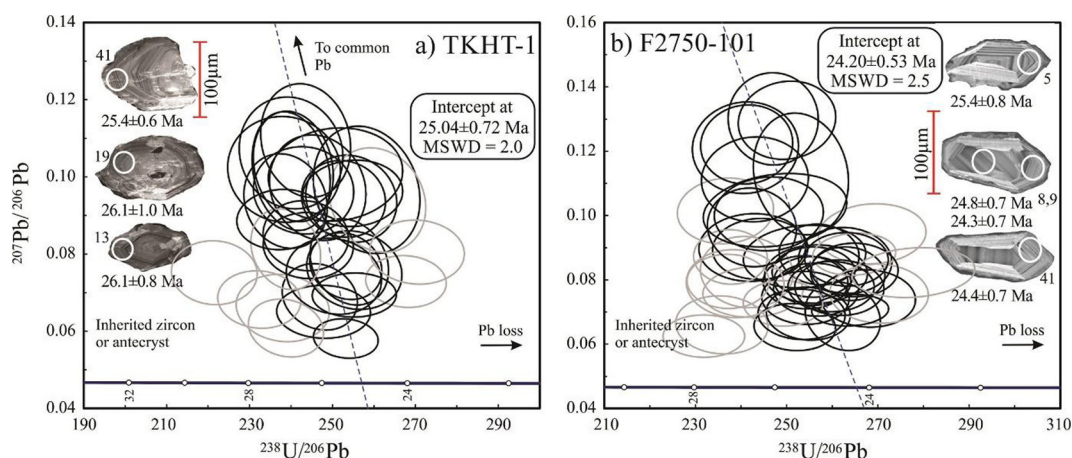 a) TKHT-1
0.14
0.12
0.10
0.08
0.06
0.04
²⁰⁷Pb/²⁰⁶Pb
190
210
230
250
270
290
²³⁸U/²⁰⁶Pb
To common
Pb
Intercept at
25.04±0.72 Ma
MSWD = 2.0
41
100µm
25.4±0.6 Ma
19
26.1±1.0 Ma
13
26.1±0.8 Ma
Inherited zircon
or antecryst
Pb loss
32
28
24
b) F2750-101
0.16
0.14
0.12
0.10
0.08
0.06
0.04
210
230
250
270
290
310
²³⁸U/²⁰⁶Pb
Intercept at
24.20±0.53 Ma
MSWD = 2.5
5
25.4±0.8 Ma
100µm
8,9
24.8±0.7 Ma
24.3±0.7 Ma
41
24.4±0.7 Ma
Inherited zircon
or antecryst
Pb loss
28
24